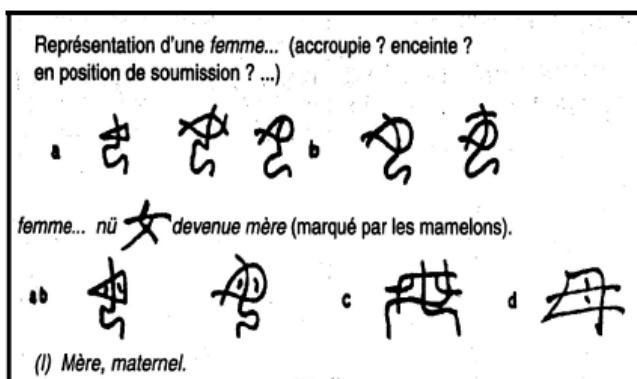 Représentation d'une femme... (accroupie ? enceinte ?
en position de soumission ? ...)
a b
femme... nü 女 devenue mère (marqué par les mamelons).
ab c d
(I) Mère, maternel.